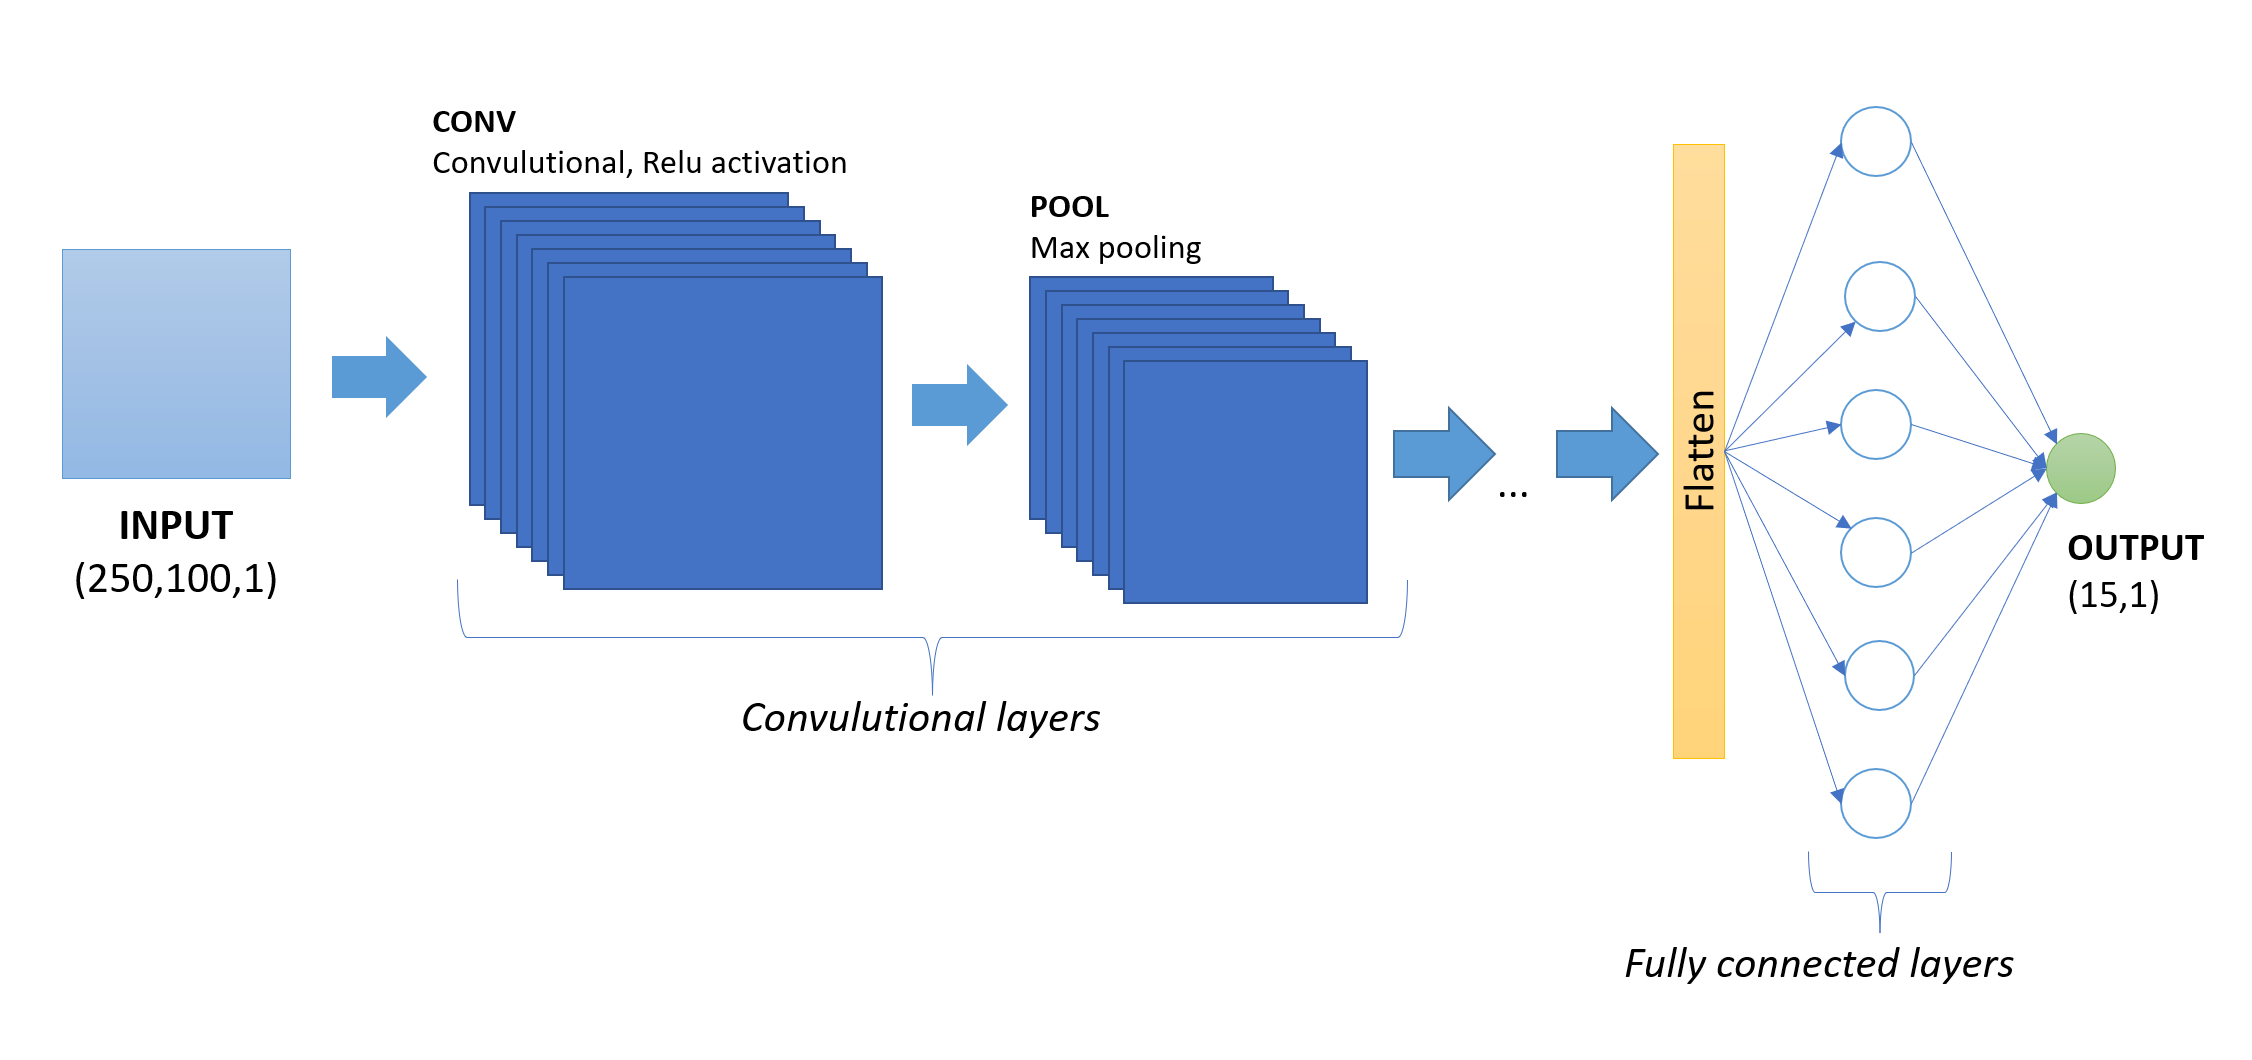 CONV
Convulutional, Relu activation
POOL
Max pooling
INPUT
(250,100,1)
...
Flatten
OUTPUT
(15,1)
Convulutional layers
Fully connected layers